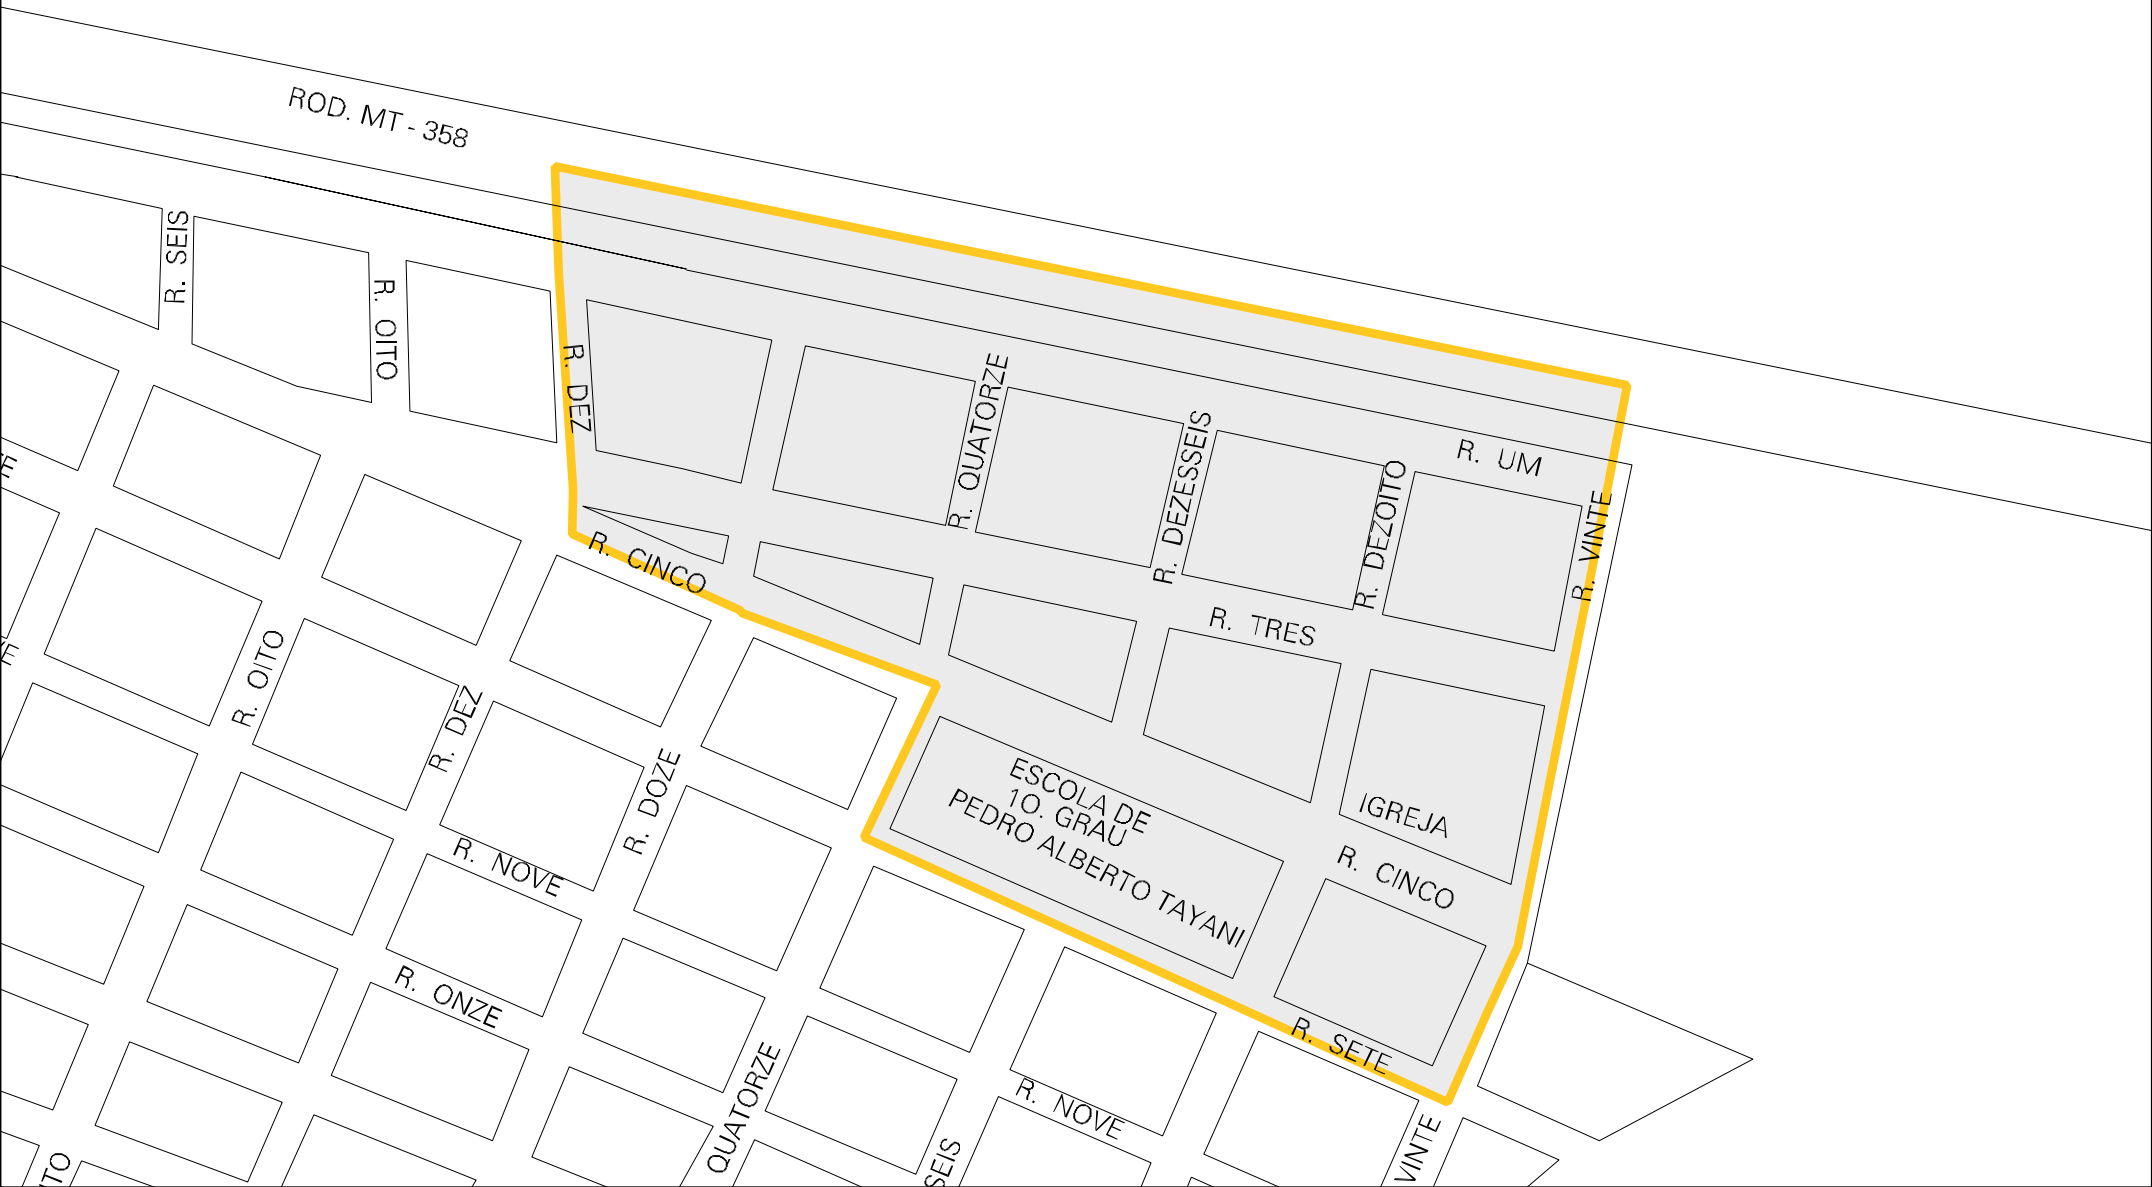 ROD. MT - 358
R. SEIS
R. OITO
R. DEZ
R. QUATORZE
R. DEZESSEIS
R. DEZOITO
R. UM
R. VINTE
R. CINCO
R. TRES
R. OITO
R. DEZ
R. DOZE
ESCOLA DE
1O. GRAU
PEDRO ALBERTO TAYANI
IGREJA
R. CINCO
R. NOVE
R. ONZE
R. SETE
QUATORZE
R. NOVE
SEIS
VINTE